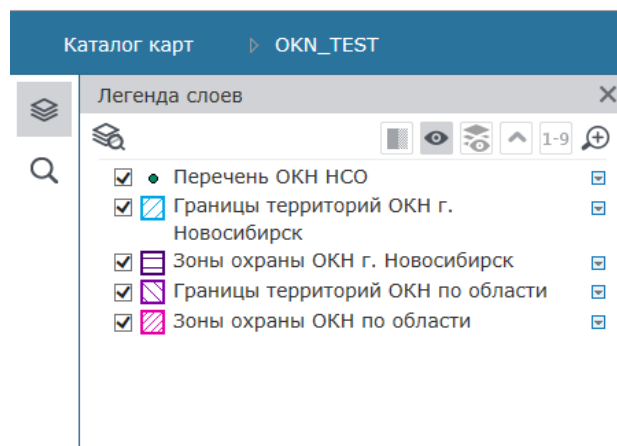 Каталог карт OKN_TEST
Легенда слоев
1-9
Перечень ОКН НСО
Границы территорий ОКН г.
Новосибирск
Зоны охраны ОКН г. Новосибирск
Границы территорий ОКН по области
Зоны охраны ОКН по области